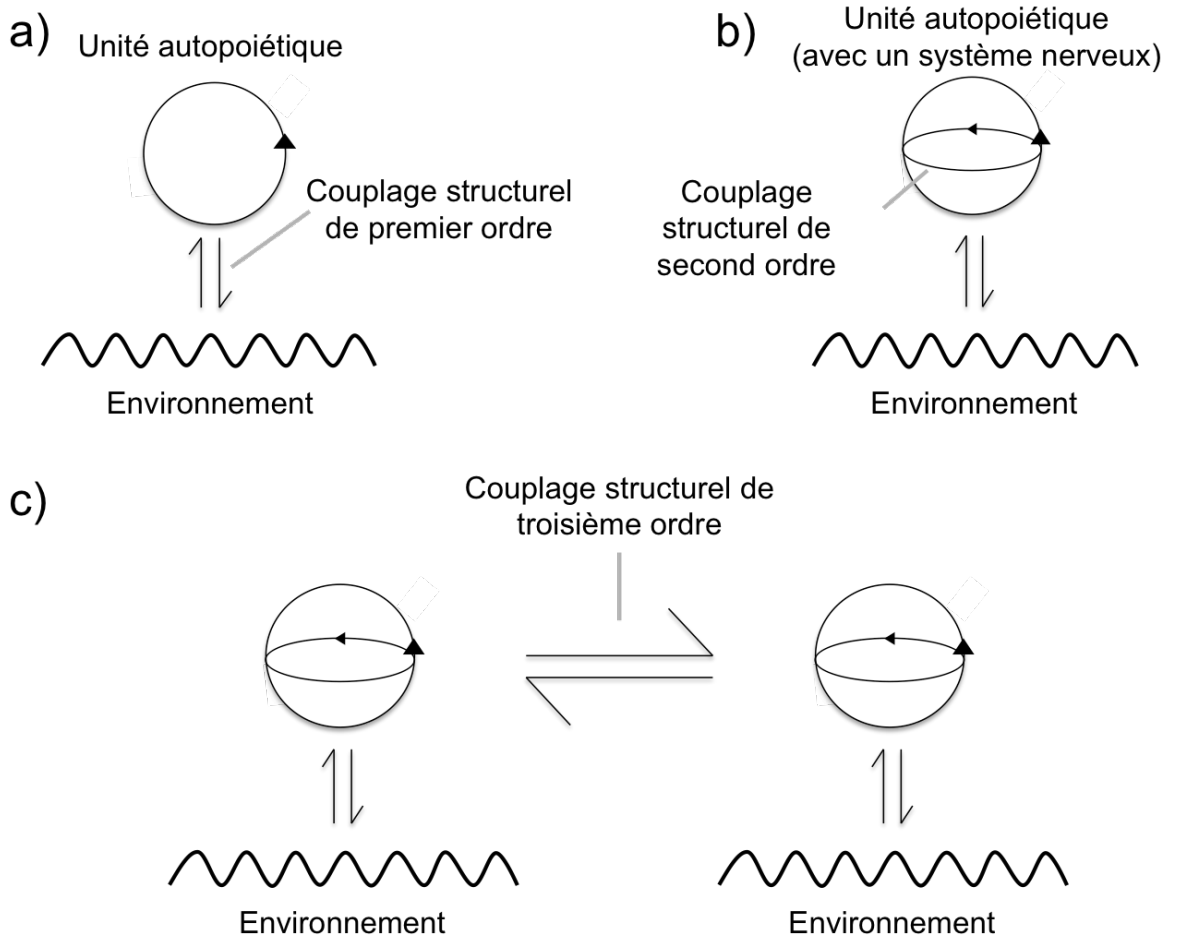 a)
Unité autopoiétique
Couplage structurel
de premier ordre
Environnement
b)
Unité autopoiétique
(avec un système nerveux)
Couplage
structurel de
second ordre
Environnement
c)
Couplage structurel de
troisième ordre
Environnement
Environnement